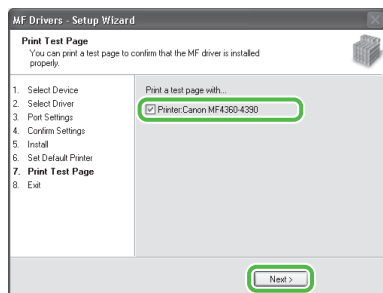 MF Drivers - Setup Wizard
Print Test Page
You can print a test page to confirm that the MF driver is installed
properly.
1. Select Device
2. Select Driver
3. Port Settings
4. Confirm Settings
5. Install
6. Set Default Printer
7. Print Test Page
8. Exit
Print a test page with...
Printer:Canon MF4360-4390
Next >